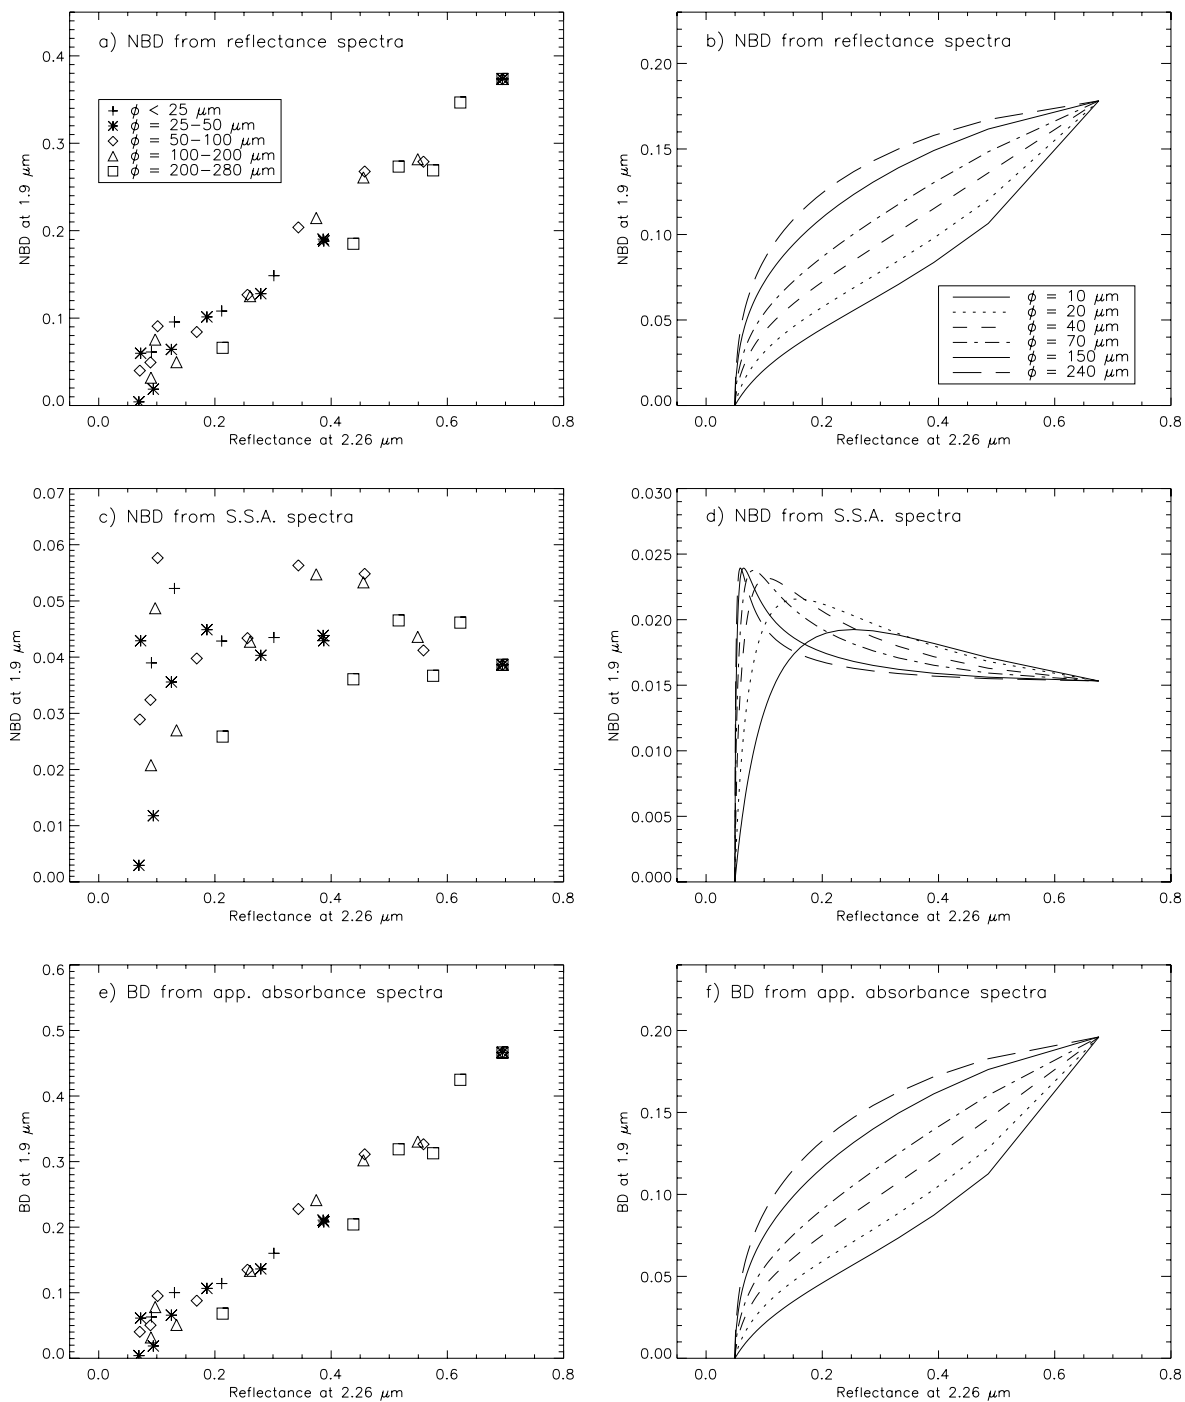 a) NBD from reflectance spectra
NBD at 1.9 μm
0.4
0.3
0.2
0.1
0.0
ϕ < 25 μm
ϕ = 25-50 μm
ϕ = 50-100 μm
ϕ = 100-200 μm
ϕ = 200-280 μm
0.0 0.2 0.4 0.6 0.8
Reflectance at 2.26 μm
b) NBD from reflectance spectra
NBD at 1.9 μm
0.20
0.15
0.10
0.05
0.00
ϕ = 10 μm
ϕ = 20 μm
ϕ = 40 μm
ϕ = 70 μm
ϕ = 150 μm
ϕ = 240 μm
0.0 0.2 0.4 0.6 0.8
Reflectance at 2.26 μm
c) NBD from S.S.A. spectra
NBD at 1.9 μm
0.07
0.06
0.05
0.04
0.03
0.02
0.01
0.00
0.0 0.2 0.4 0.6 0.8
Reflectance at 2.26 μm
d) NBD from S.S.A. spectra
NBD at 1.9 μm
0.030
0.025
0.020
0.015
0.010
0.005
0.000
0.0 0.2 0.4 0.6 0.8
Reflectance at 2.26 μm
e) BD from app. absorbance spectra
BD at 1.9 μm
0.6
0.5
0.4
0.3
0.2
0.1
0.0
0.0 0.2 0.4 0.6 0.8
Reflectance at 2.26 μm
f) BD from app. absorbance spectra
BD at 1.9 μm
0.20
0.15
0.10
0.05
0.00
0.0 0.2 0.4 0.6 0.8
Reflectance at 2.26 μm